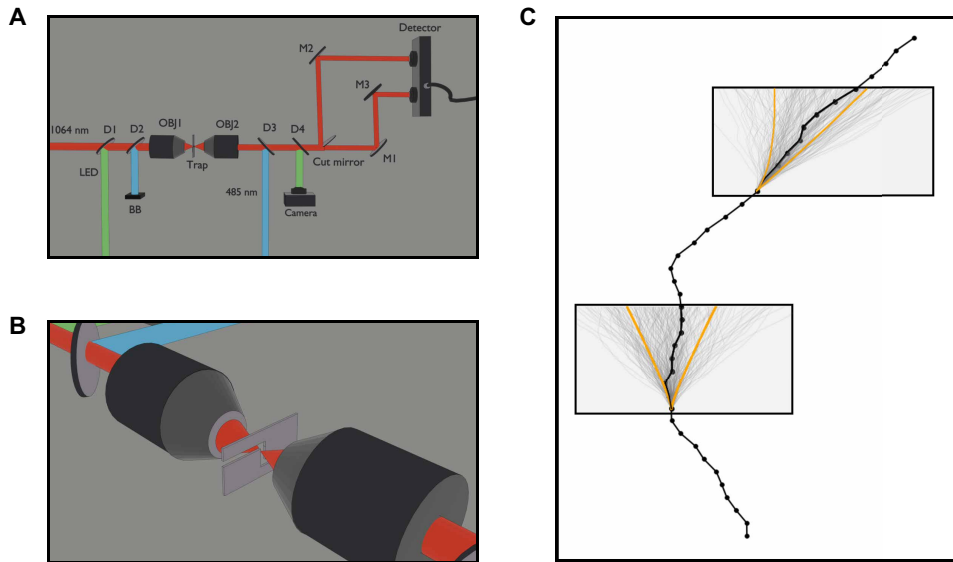 A
Detector
M2
M3
1064 nm
D1
D2
OBJ1
OBJ2
D3
D4
Trap
Cut mirror
M1
LED
BB
485 nm
Camera
B
C